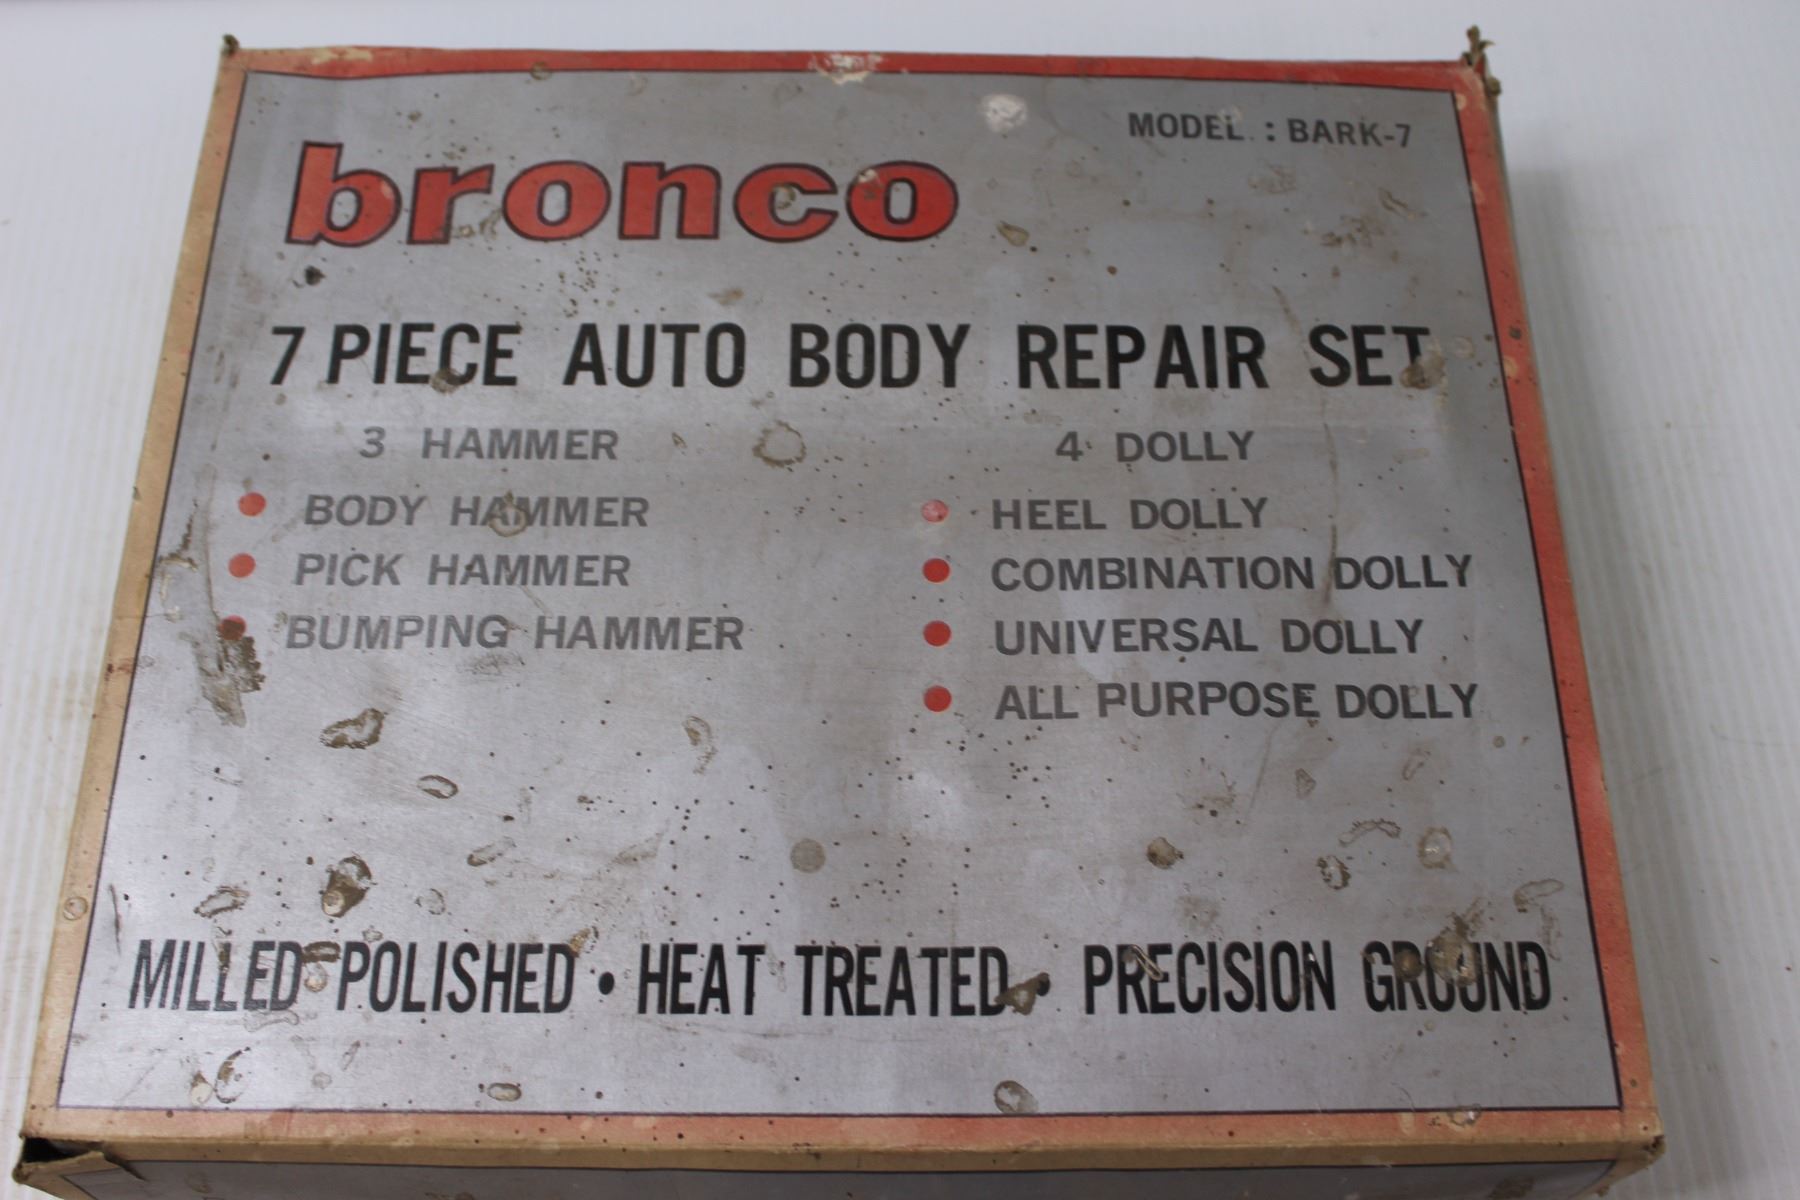 MODEL : BARK-7
bronco
7 PIECE AUTO BODY REPAIR SET
3 HAMMER
BODY HAMMER
PICK HAMMER
BUMPING HAMMER
4 DOLLY
HEEL DOLLY
COMBINATION DOLLY
UNIVERSAL DOLLY
ALL PURPOSE DOLLY
MILLED POLISHED • HEAT TREATED • PRECISION GROUND